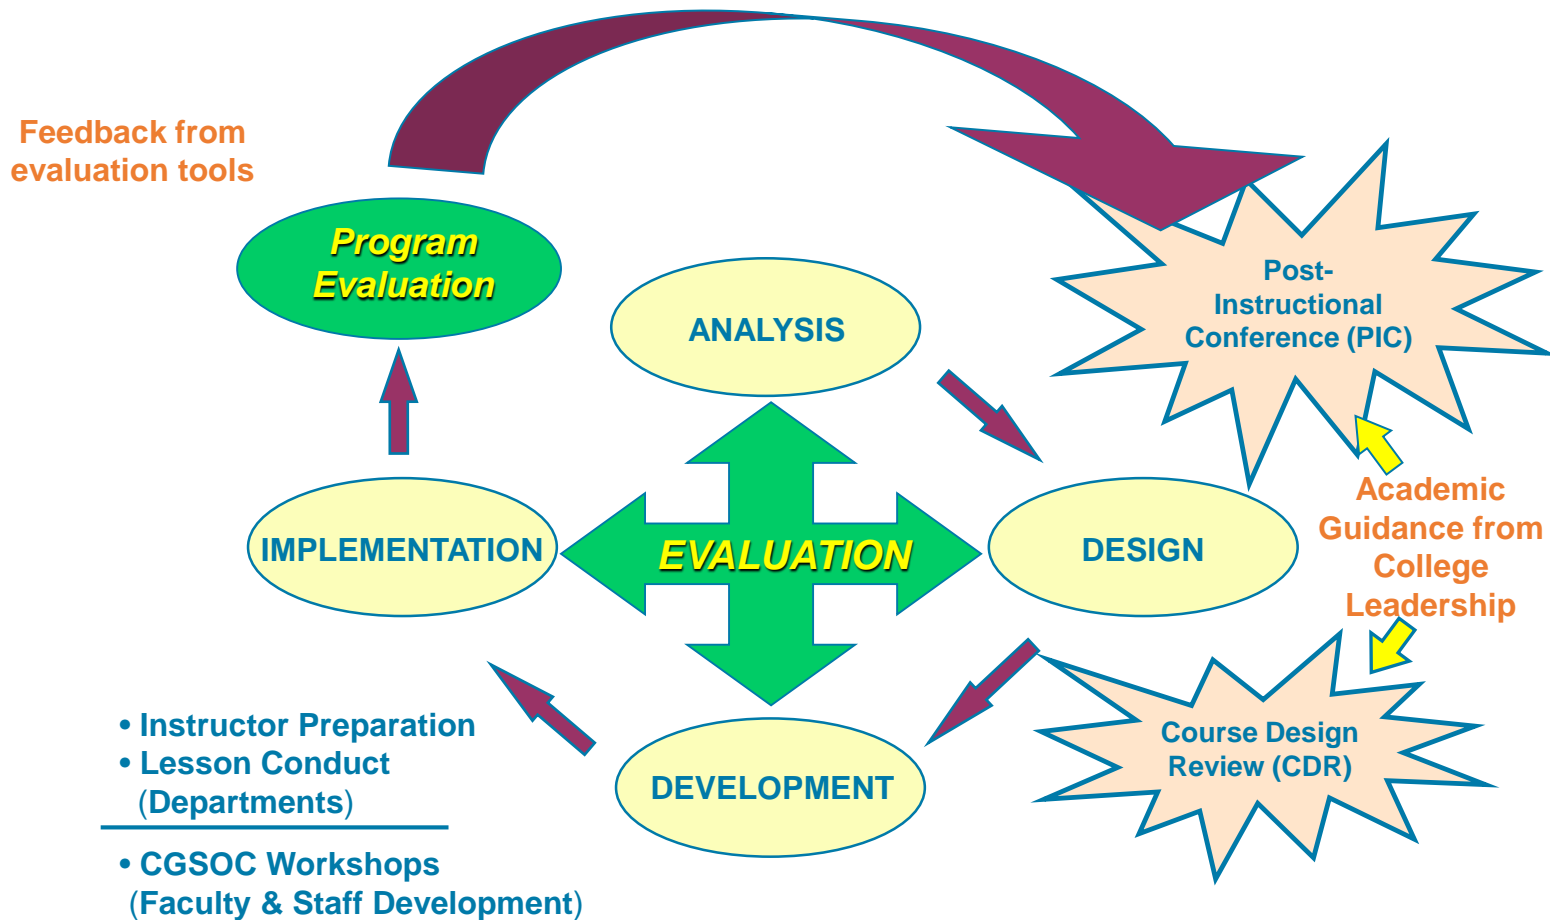 Feedback from
evaluation tools
Program
Evaluation
ANALYSIS
Post-
Instructional
Conference (PIC)
IMPLEMENTATION
EVALUATION
DESIGN
Academic
Guidance from
College
Leadership
• Instructor Preparation
• Lesson Conduct
(Departments)
• CGSOC Workshops
(Faculty & Staff Development)
DEVELOPMENT
Course Design
Review (CDR)